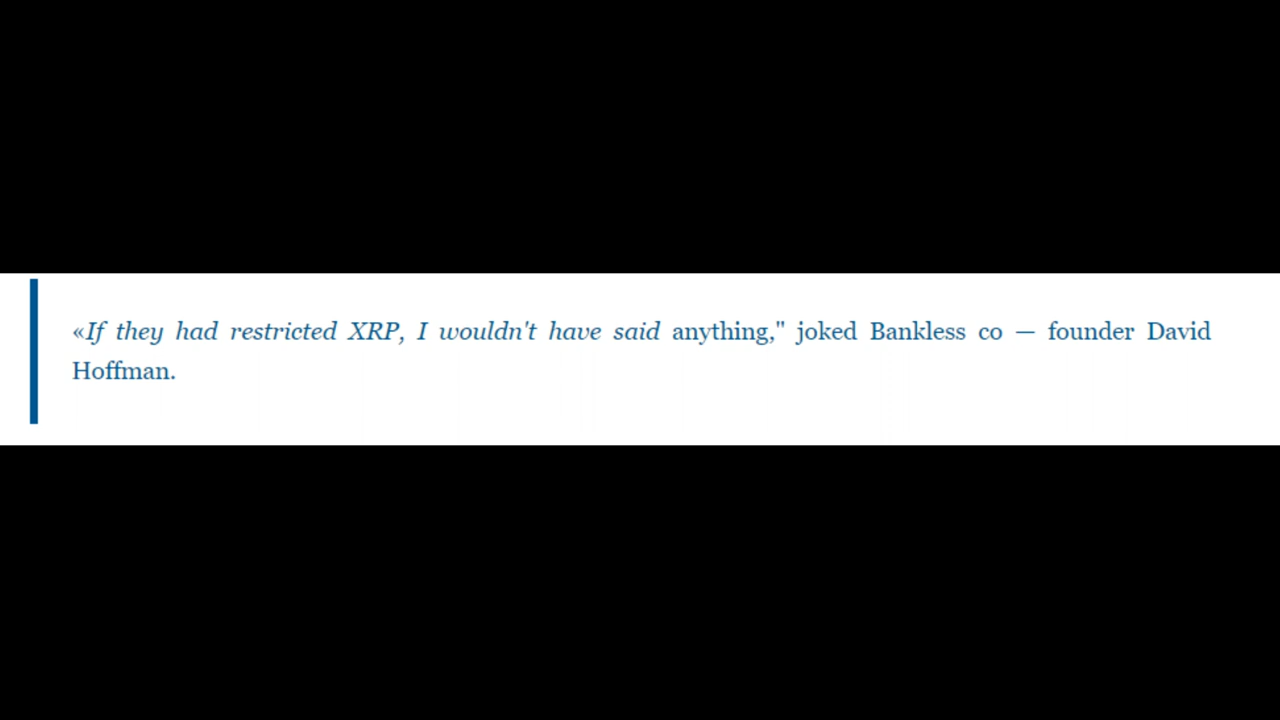 «If they had restricted XRP, I wouldn't have said anything," joked Bankless co — founder David
Hoffman.